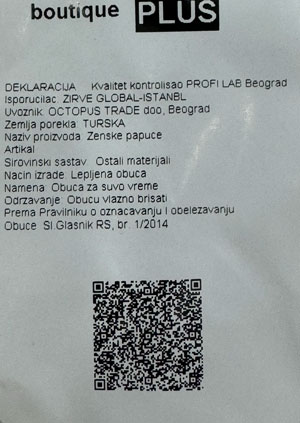 boutique PLUS
DEKLARACIJA Kvalitet kontrolisao PROFI LAB Beograd
Isporucilac: ZIRVE GLOBAL-ISTANBL
Uvoznik: OCTOPUS TRADE doo, Beograd
Zemlja porekla: TURSKA
Naziv proizvoda: Zenske papuce
Artikal
Sirovinski sastav: Ostali materijali
Nacin izrade: Lepljena obuca
Namena: Obuca za suvo vreme
Odrzavanje: Obucu vlazno brisati
Prema Pravilniku o oznacavanju i obelezavanju
Obuce Sl.Glasnik RS, br. 1/2014